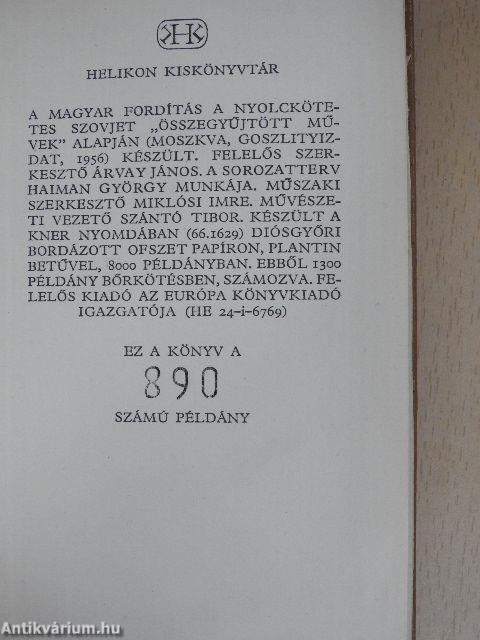 HELIKON KISKÖNYVTÁR
A MAGYAR FORDÍTÁS A NYOLCKÖTE-
TES SZOVJET „ÖSSZEGYŰJTÖTT MŰ-
VEK” ALAPJÁN (MOSZKVA, GOSZLITYIZ-
DAT, 1956) KÉSZÜLT. FELELŐS SZER-
KESZTŐ ÁRVAY JÁNOS. A SOROZATTERV
HAIMAN GYÖRGY MUNKÁJA. MŰSZAKI
SZERKESZTŐ MIKLÓSI IMRE. MŰVÉSZE-
TI VEZETŐ SZÁNTÓ TIBOR. KÉSZÜLT A
KNER NYOMDÁBAN (66.1629) DIÓSGYŐRI
BORDÁZOTT OFSZET PAPÍRON, PLANTIN
BETŰVEL, 8000 PÉLDÁNYBAN. EBBŐL 1300
PÉLDÁNY BŐRKÖTÉSBEN, SZÁMOZVA. FE-
LELŐS KIADÓ AZ EURÓPA KÖNYVKIADÓ
IGAZGATÓJA (HE 24-i-6769)
EZ A KÖNYV A
890
SZÁMÚ PÉLDÁNY
Antikvárium.hu